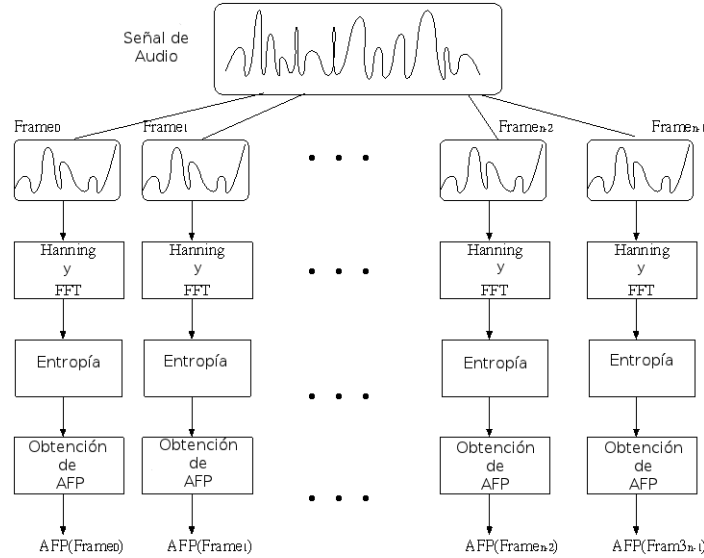 Señal de
Audio
Frame0
Frame1
Framen-2
Framen-1
Hanning
y
FFT
Hanning
y
FFT
Hanning
y
FFT
Hanning
y
FFT
Entropía
Entropía
Entropía
Entropía
Obtención
de
AFP
Obtención
de
AFP
Obtención
de
AFP
Obtención
de
AFP
AFP(Frame0)
AFP(Frame1)
AFP(Framen-2)
AFP(Fram3n-1)